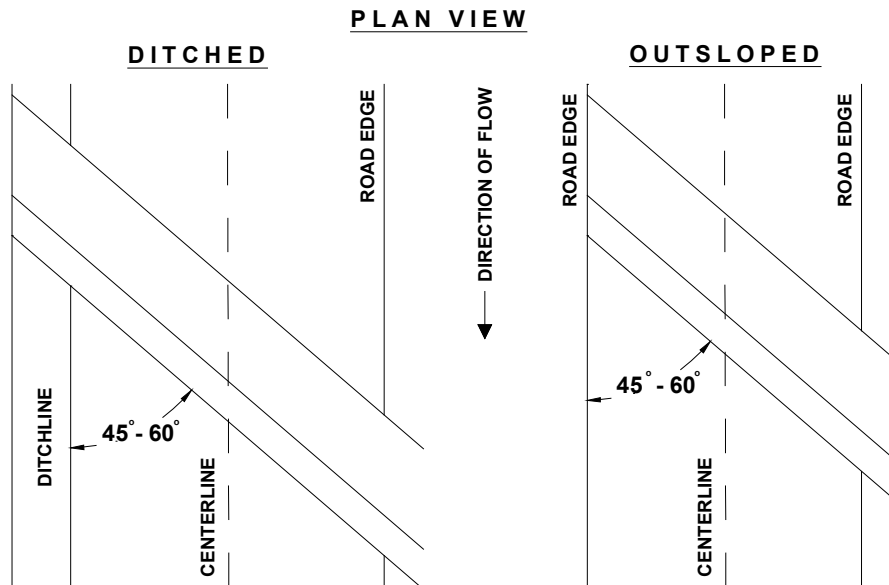 PLAN VIEW
DITCHED
OUTSLOPED
ROAD EDGE
DIRECTION OF FLOW
ROAD EDGE
ROAD EDGE
45° - 60°
45° - 60°
DITCHLINE
CENTERLINE
CENTERLINE